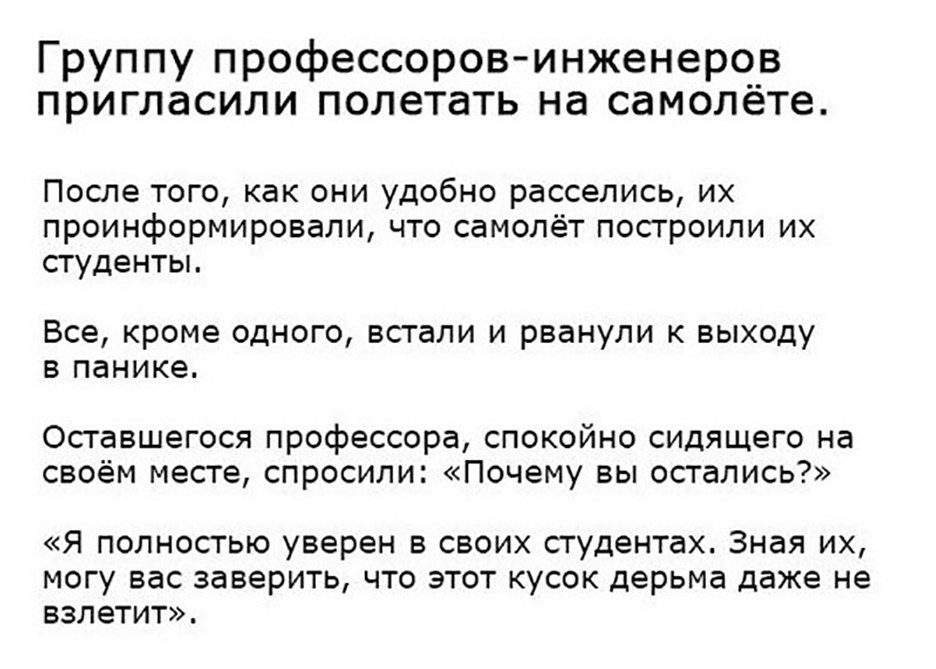 Группу профессоров-инженеров
пригласили полетать на самолёте.
После того, как они удобно расселись, их
проинформировали, что самолёт построили их
студенты.
Все, кроме одного, встали и рванули к выходу
в панике.
Оставшегося профессора, спокойно сидящего на
своём месте, спросили: «Почему вы остались?»
«Я полностью уверен в своих студентах. Зная их,
могу вас заверить, что этот кусок дерьма даже не
взлетит».